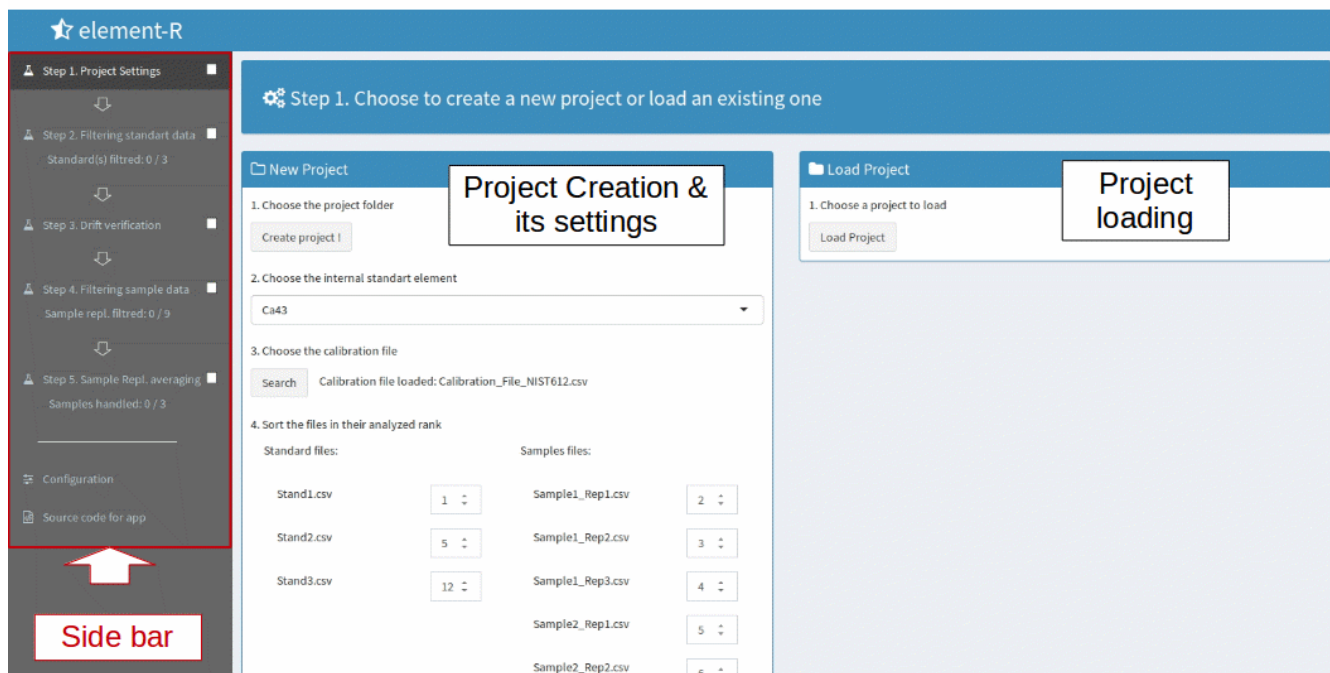 element-R
Step 1. Project Settings
Step 2. Filtering standart data
Standard(s) filtred: 0 / 3
Step 3. Drift verification
Step 4. Filtering sample data
Sample repl. filtred: 0 / 9
Step 5. Sample Repl. averaging
Samples handled: 0 / 3
Configuration
Source code for app
Side bar
Step 1. Choose to create a new project or load an existing one
New Project
Project Creation &
its settings
1. Choose the project folder
Create project !
2. Choose the internal standart element
Ca43
3. Choose the calibration file
Search Calibration file loaded: Calibration_File_NIST612.csv
4. Sort the files in their analyzed rank
Standard files: Samples files:
Stand1.csv 1 Sample1_Rep1.csv 2
Stand2.csv 5 Sample1_Rep2.csv 3
Stand3.csv 12 Sample1_Rep3.csv 4
Sample2_Rep1.csv 5
Sample2_Rep2.csv 6
Load Project
Project
loading
1. Choose a project to load
Load Project